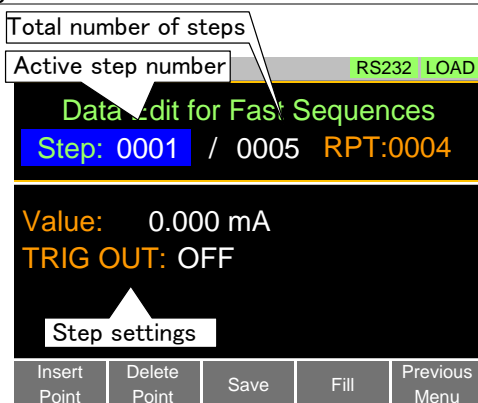 Total number of steps
Active step number
RS232 LOAD
Data Edit for Fast Sequences
Step: 0001 / 0005 RPT:0004
Value: 0.000 mA
TRIG OUT: OFF
Step settings
Insert Point
Delete Point
Save
Fill
Previous Menu